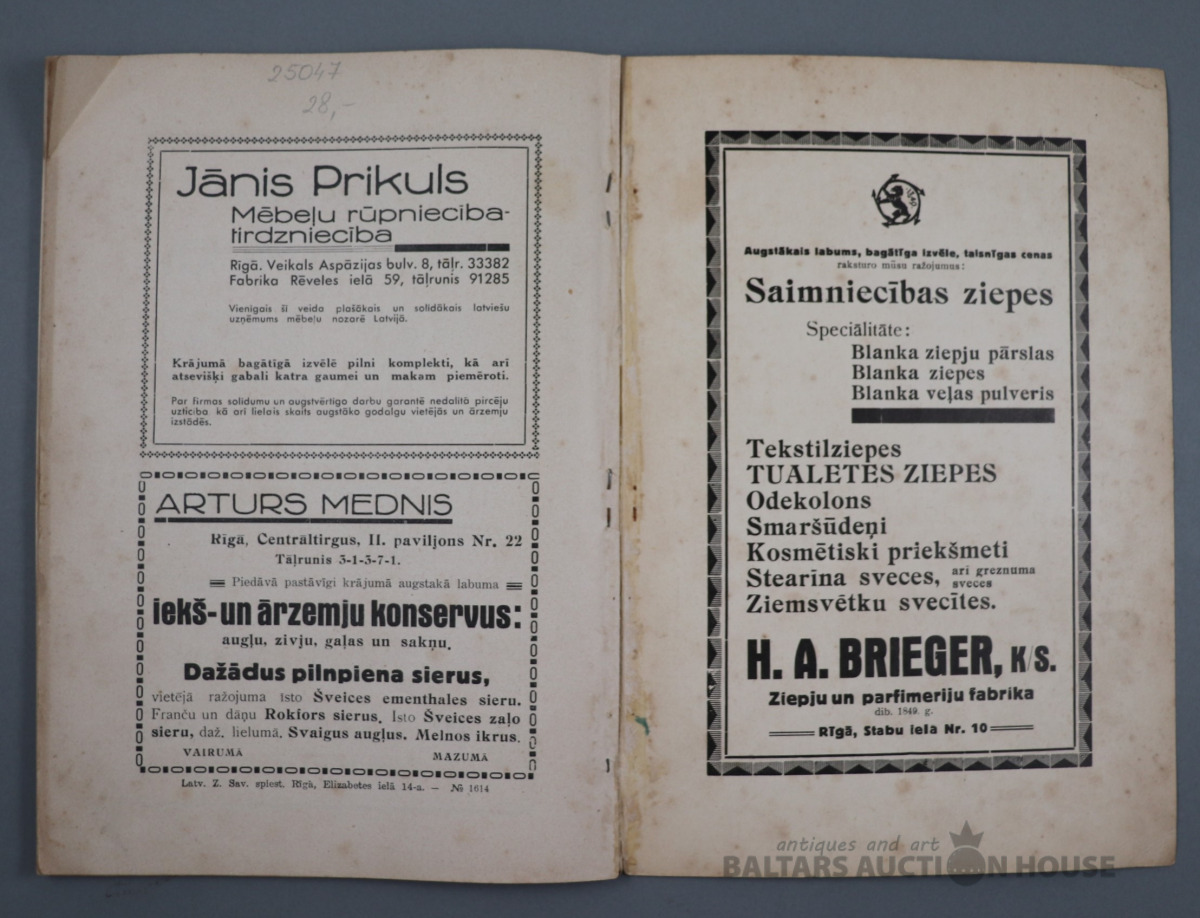 25047
28,-
Jānis Prikuls
Mēbeļu rūpniecība-
tirdzniecība
Rīgā. Veikals Aspāzijas bulv. 8, tāļr. 33382
Fabrika Rēveles ielā 59, tāļrunis 91285
Vienīgais šī veida plašākais un solīdākais latviešu
uzņēmums mēbeļu nozarē Latvijā.
Krājumā bagātīgā izvēlē pilni komplekti, kā arī
atsevišķi gabali katra gaumei un makam piemēroti.
Par firmas solīdumu un augstvērtīgo darbu garantē nedalītā pircēju
uzticība kā arī lielais skaits augstāko godalgu vietējās un ārzemju
izstādēs.
ARTURS MEDNIS
Rīgā, Centrāltirgus, II. paviljons Nr. 22
Tāļrunis 3-1-3-7-1.
Piedāvā pastāvīgi krājumā augstakā labuma
iekš- un ārzemju konservus:
augļu, zivju, gaļas un sakņu.
Dažādus pilnpiena sierus,
vietējā ražojuma īsto Šveices ementhales sieru.
Franču un dāņu Rokfors sierus. Īsto Šveices zaļo
sieru, daž. lielumā. Svaigus augļus. Melnos ikrus.
VAIRUMĀ
MAZUMĀ
Latv. Z. Sav. spiest. Rīgā, Elizabetes ielā 14-a. — № 1614
1849
Augstākais labums, bagātīga izvēle, taisnīgas cenas
raksturo mūsu ražojumus:
Saimniecības ziepes
Speciālitāte:
Blanka ziepju pārslas
Blanka ziepes
Blanka veļas pulveris
Tekstilziepes
TUALETES ZIEPES
Odekolons
Smaršūdeņi
Kosmētiski priekšmeti
Stearīna sveces, arī greznuma sveces
Ziemsvētku svecītes.
H. A. BRIEGER, K/S.
Ziepju un parfimeriju fabrika
dib. 1849. g.
Rīgā, Stabu ielā Nr. 10
antiques and art
BALTARS AUCTION HOUSE